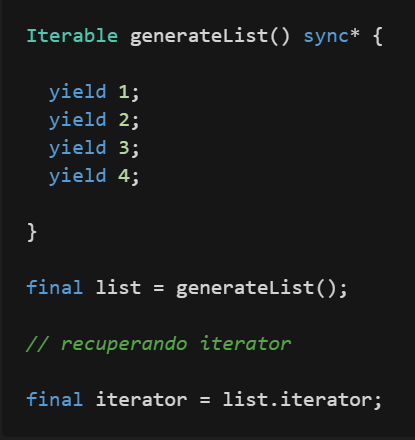 Iterable generateList() sync* {
yield 1;
yield 2;
yield 3;
yield 4;
}
final list = generateList();
// recuperando iterator
final iterator = list.iterator;